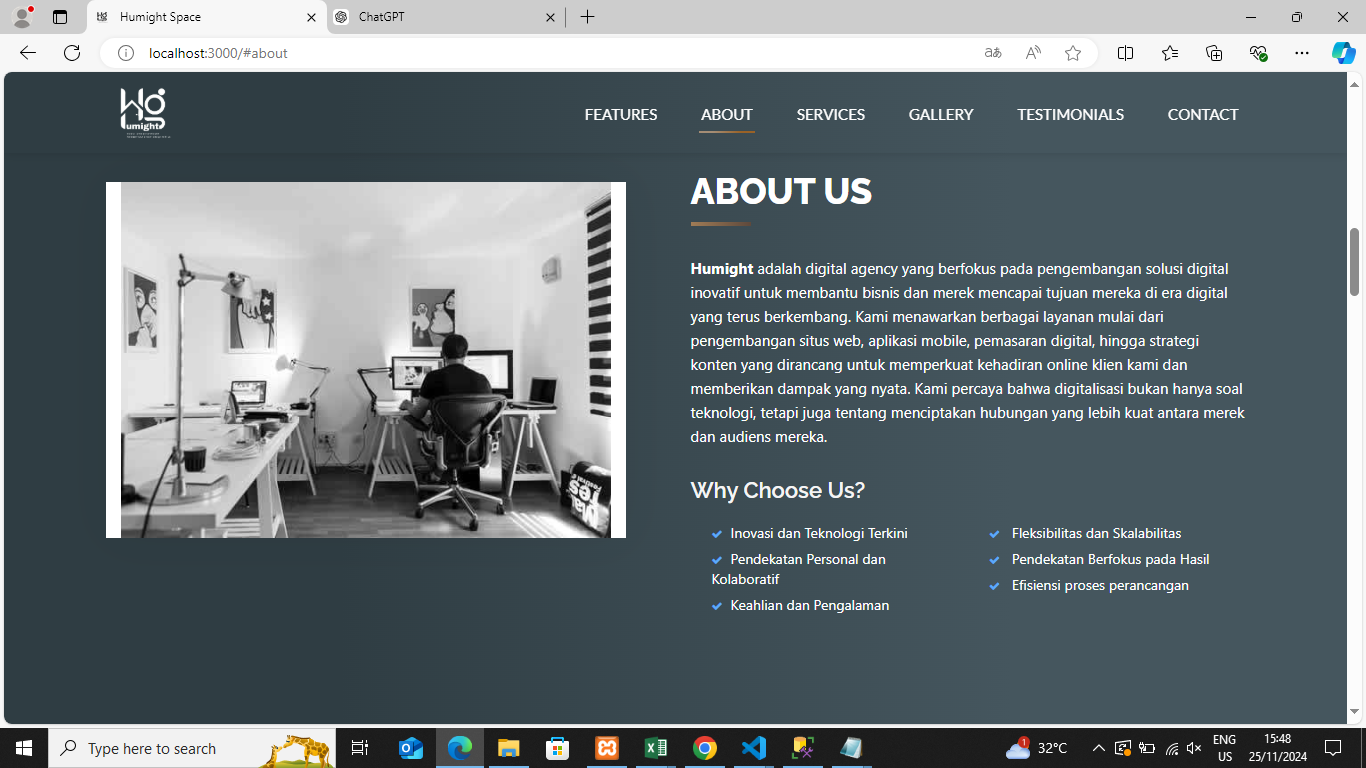 Humight Space
ChatGPT
localhost:3000/#about
umight
FEATURES
ABOUT
SERVICES
GALLERY
TESTIMONIALS
CONTACT
ABOUT US
Humight adalah digital agency yang berfokus pada pengembangan solusi digital
inovatif untuk membantu bisnis dan merek mencapai tujuan mereka di era digital
yang terus berkembang. Kami menawarkan berbagai layanan mulai dari
pengembangan situs web, aplikasi mobile, pemasaran digital, hingga strategi
konten yang dirancang untuk memperkuat kehadiran online klien kami dan
memberikan dampak yang nyata. Kami percaya bahwa digitalisasi bukan hanya soal
teknologi, tetapi juga tentang menciptakan hubungan yang lebih kuat antara merek
dan audiens mereka.
Why Choose Us?
Inovasi dan Teknologi Terkini
Pendekatan Personal dan
Kolaboratif
Keahlian dan Pengalaman
Fleksibilitas dan Skalabilitas
Pendekatan Berfokus pada Hasil
Efisiensi proses perancangan
Type here to search
1
32°C
ENG
US
15:48
25/11/2024